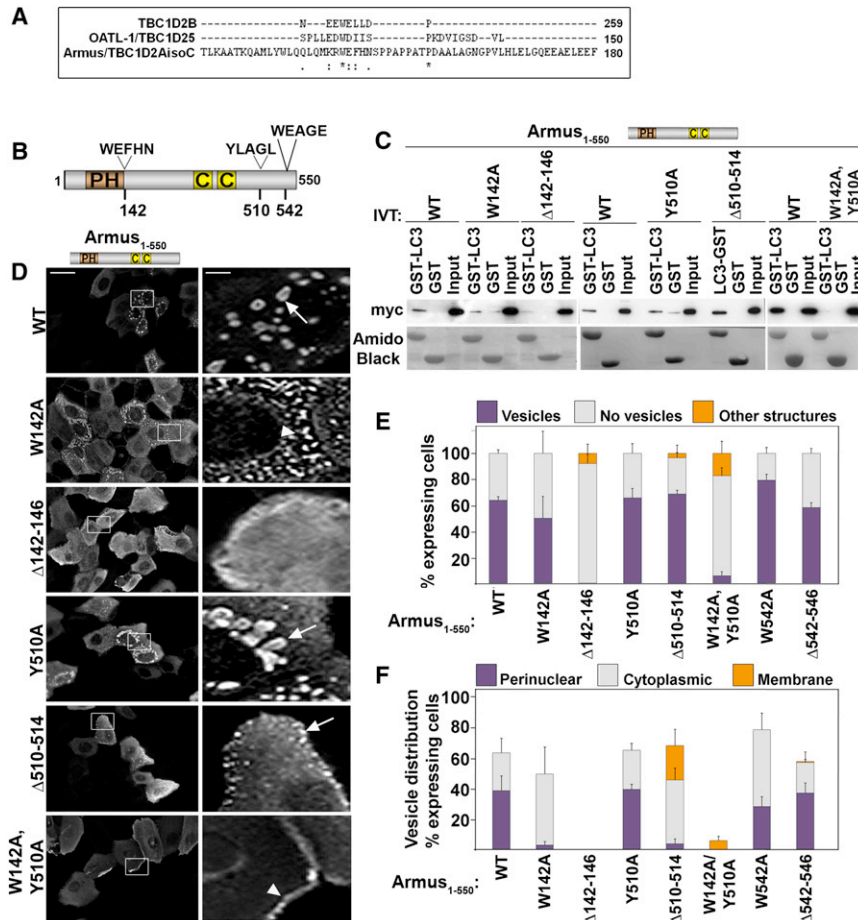 A
TBC1D2B -----------------------N---EEWELLD---------P---------------------- 259
OATL-1/TBC1D25 -----------------------SPLLEDWDIIS---------PKDVIGSD--VL----------- 150
Armus/TBC1D2AisoC TLKAATKQAMLYWLQQLQMKRWEFHNSPPAPPATPDAALAGNGPVLHLELGQEEAELEEF 180
. : *:: . *
B
WEFHN YLAGL WEAGE
1 PH C C 550
142 510 542
C
Armus1-550 PH C C
IVT: WT W142A Δ142-146 WT Y510A Δ510-514 WT W142A, Y510A
GST-LC3 GST Input GST-LC3 GST Input GST-LC3 GST Input GST-LC3 GST Input GST-LC3 GST Input LC3-GST GST Input GST-LC3 GST Input GST-LC3 GST Input
myc
Amido
Black
D
Armus1-550
PH C C
WT
W142A
Δ142-146
Y510A
Δ510-514
W142A,
Y510A
E
Vesicles No vesicles Other structures
% expressing cells
100
80
60
40
20
Armus1-550:
WT W142A Δ142-146 Y510A Δ510-514 W142A, Y510A W542A Δ542-546
F
Perinuclear Cytoplasmic Membrane
Vesicle distribution
% expressing cells
100
80
60
40
20
Armus1-550:
WT W142A Δ142-146 Y510A Δ510-514 W142A/ Y510A W542A Δ542-546